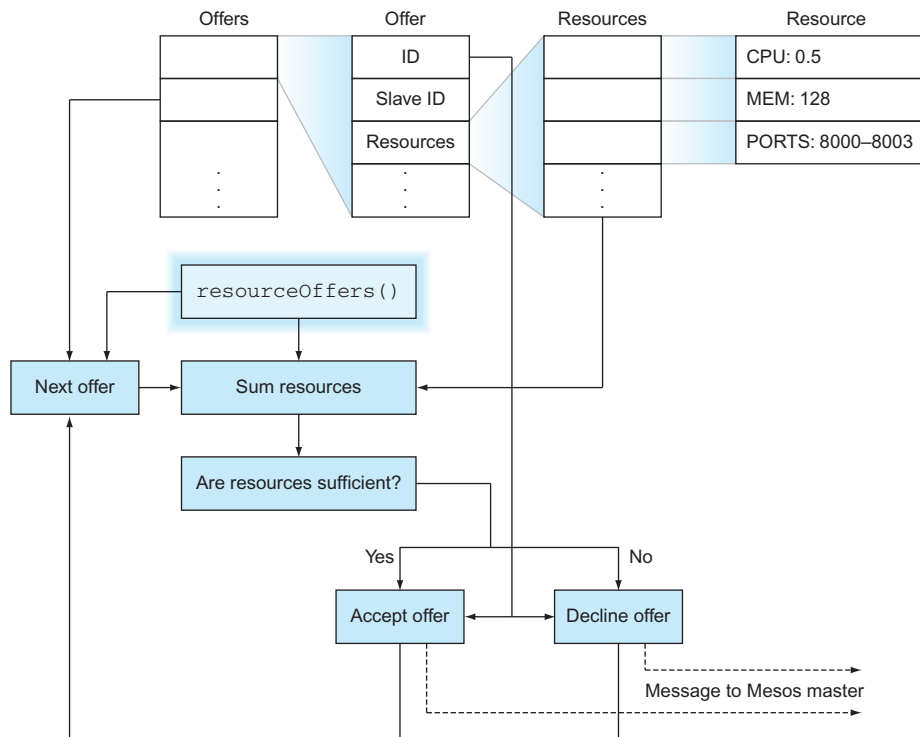 Offers
Offer
Resources
Resource
ID
CPU: 0.5
Slave ID
MEM: 128
Resources
PORTS: 8000–8003
resourceOffers()
Next offer
Sum resources
Are resources sufficient?
Yes
No
Accept offer
Decline offer
Message to Mesos master